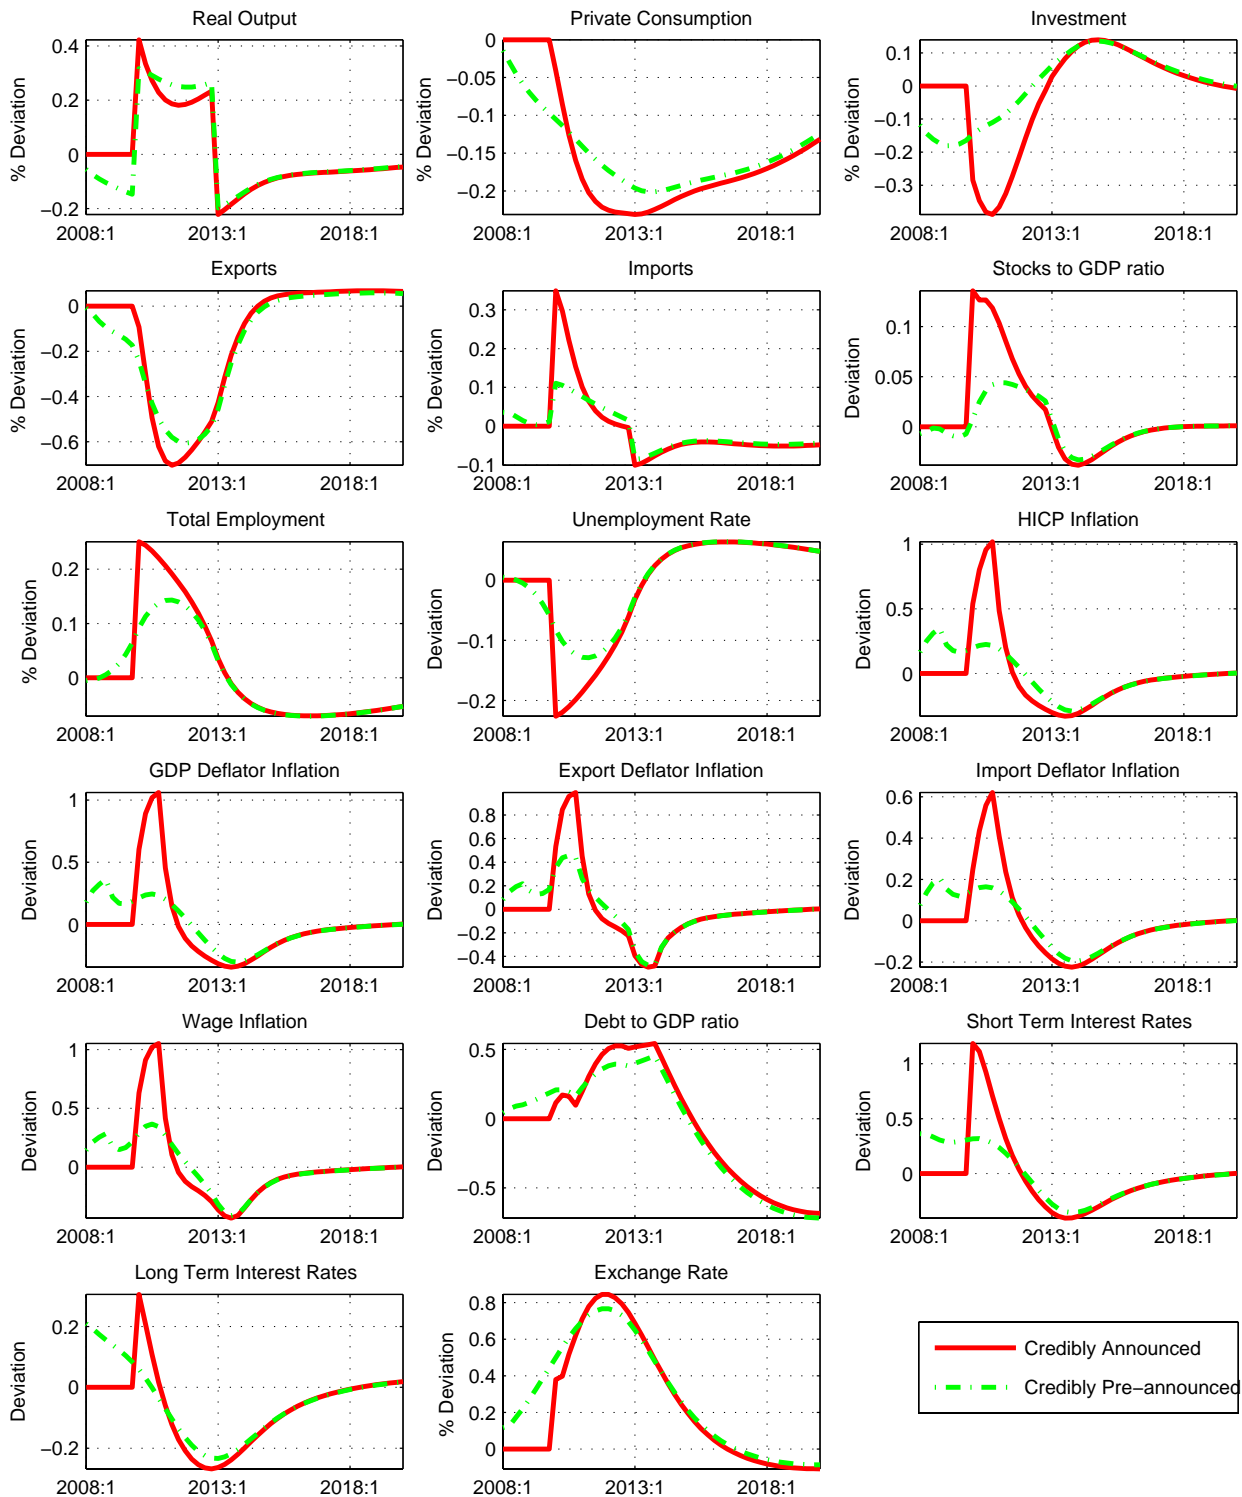 Real Output
% Deviation
0.4
0.2
0
−0.2
2008:1 2013:1 2018:1
Private Consumption
% Deviation
0
−0.05
−0.1
−0.15
−0.2
2008:1 2013:1 2018:1
Investment
% Deviation
0.1
0
−0.1
−0.2
−0.3
2008:1 2013:1 2018:1
Exports
% Deviation
0
−0.2
−0.4
−0.6
2008:1 2013:1 2018:1
Imports
% Deviation
0.3
0.2
0.1
0
−0.1
2008:1 2013:1 2018:1
Stocks to GDP ratio
Deviation
0.1
0.05
0
2008:1 2013:1 2018:1
Total Employment
% Deviation
0.2
0.1
0
2008:1 2013:1 2018:1
Unemployment Rate
Deviation
0
−0.1
−0.2
2008:1 2013:1 2018:1
HICP Inflation
Deviation
1
0.5
0
2008:1 2013:1 2018:1
GDP Deflator Inflation
Deviation
1
0.5
0
2008:1 2013:1 2018:1
Export Deflator Inflation
Deviation
0.8
0.6
0.4
0.2
0
−0.2
−0.4
2008:1 2013:1 2018:1
Import Deflator Inflation
Deviation
0.6
0.4
0.2
0
−0.2
2008:1 2013:1 2018:1
Wage Inflation
Deviation
1
0.5
0
2008:1 2013:1 2018:1
Debt to GDP ratio
Deviation
0.5
0
−0.5
2008:1 2013:1 2018:1
Short Term Interest Rates
Deviation
1
0.5
0
2008:1 2013:1 2018:1
Long Term Interest Rates
Deviation
0.2
0
−0.2
2008:1 2013:1 2018:1
Exchange Rate
% Deviation
0.8
0.6
0.4
0.2
0
2008:1 2013:1 2018:1
Credibly Announced
Credibly Pre−announced